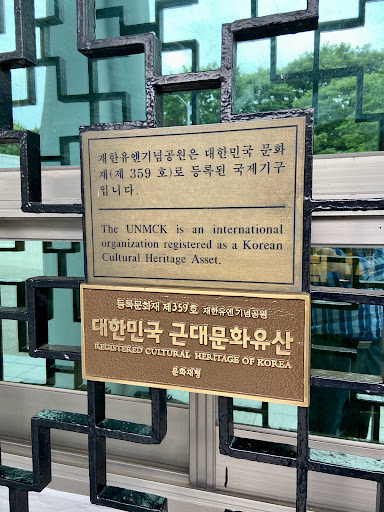 재한유엔기념공원은 대한민국 문화
재(제 359 호)로 등록된 국제기구
입니다.
The UNMCK is an international
organization registered as a Korean
Cultural Heritage Asset.
등록문화재 제359호 재한유엔기념공원
대한민국 근대문화유산
REGISTERED CULTURAL HERITAGE OF KOREA
문화재청